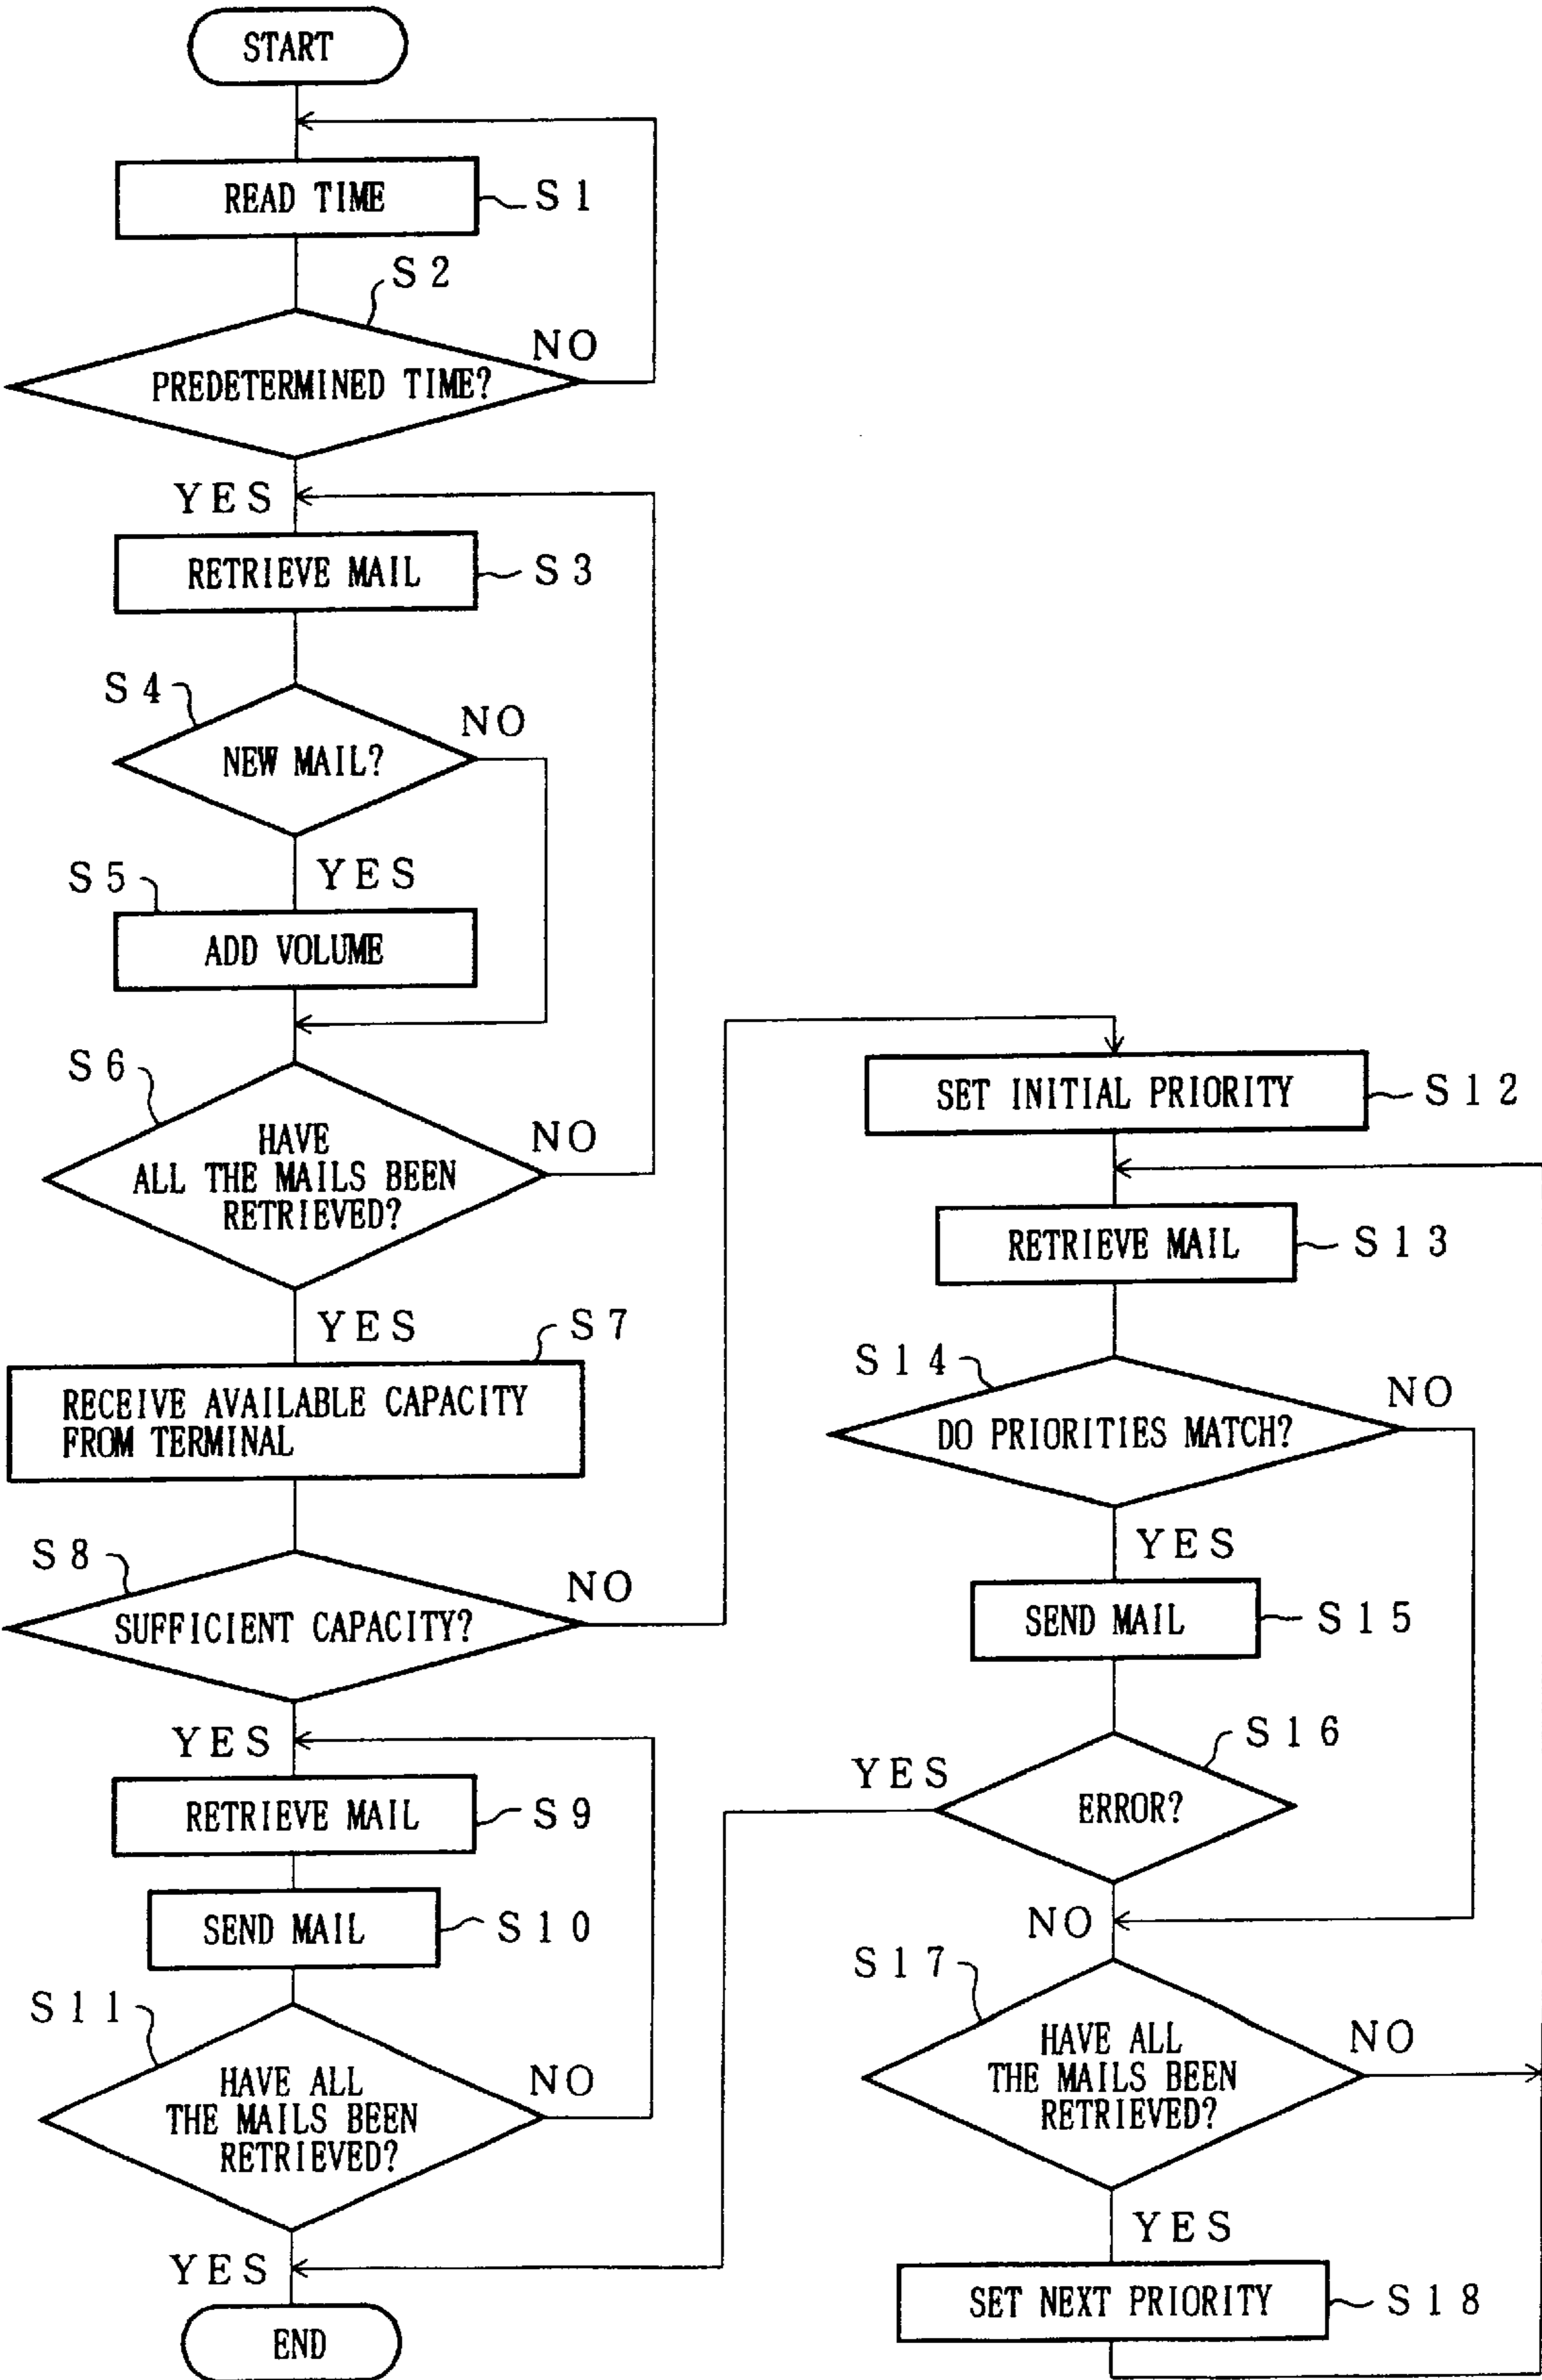 START
READ TIME
S1
S2
NO
PREDETERMINED TIME?
YES
RETRIEVE MAIL
S3
S4
NO
NEW MAIL?
S5
YES
ADD VOLUME
S6
NO
HAVE
ALL THE MAILS BEEN
RETRIEVED?
YES
S7
RECEIVE AVAILABLE CAPACITY
FROM TERMINAL
S8
NO
SUFFICIENT CAPACITY?
YES
RETRIEVE MAIL
S9
SEND MAIL
S10
S11
NO
HAVE ALL
THE MAILS BEEN
RETRIEVED?
YES
END
SET INITIAL PRIORITY
S12
RETRIEVE MAIL
S13
S14
NO
DO PRIORITIES MATCH?
YES
SEND MAIL
S15
S16
YES
ERROR?
NO
S17
NO
HAVE ALL
THE MAILS BEEN
RETRIEVED?
YES
SET NEXT PRIORITY
S18